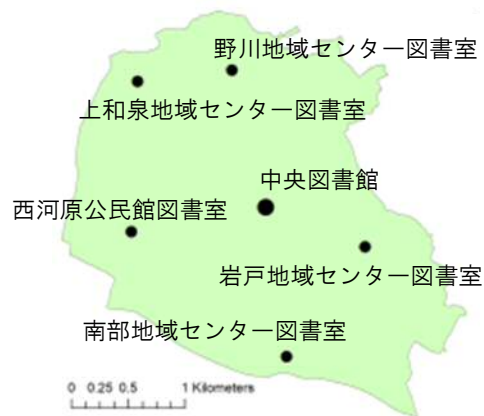 野川地域センター図書室
上和泉地域センター図書室
中央図書館
西河原公民館図書室
岩戸地域センター図書室
南部地域センター図書室
0 0.25 0.5 1 Kilometers